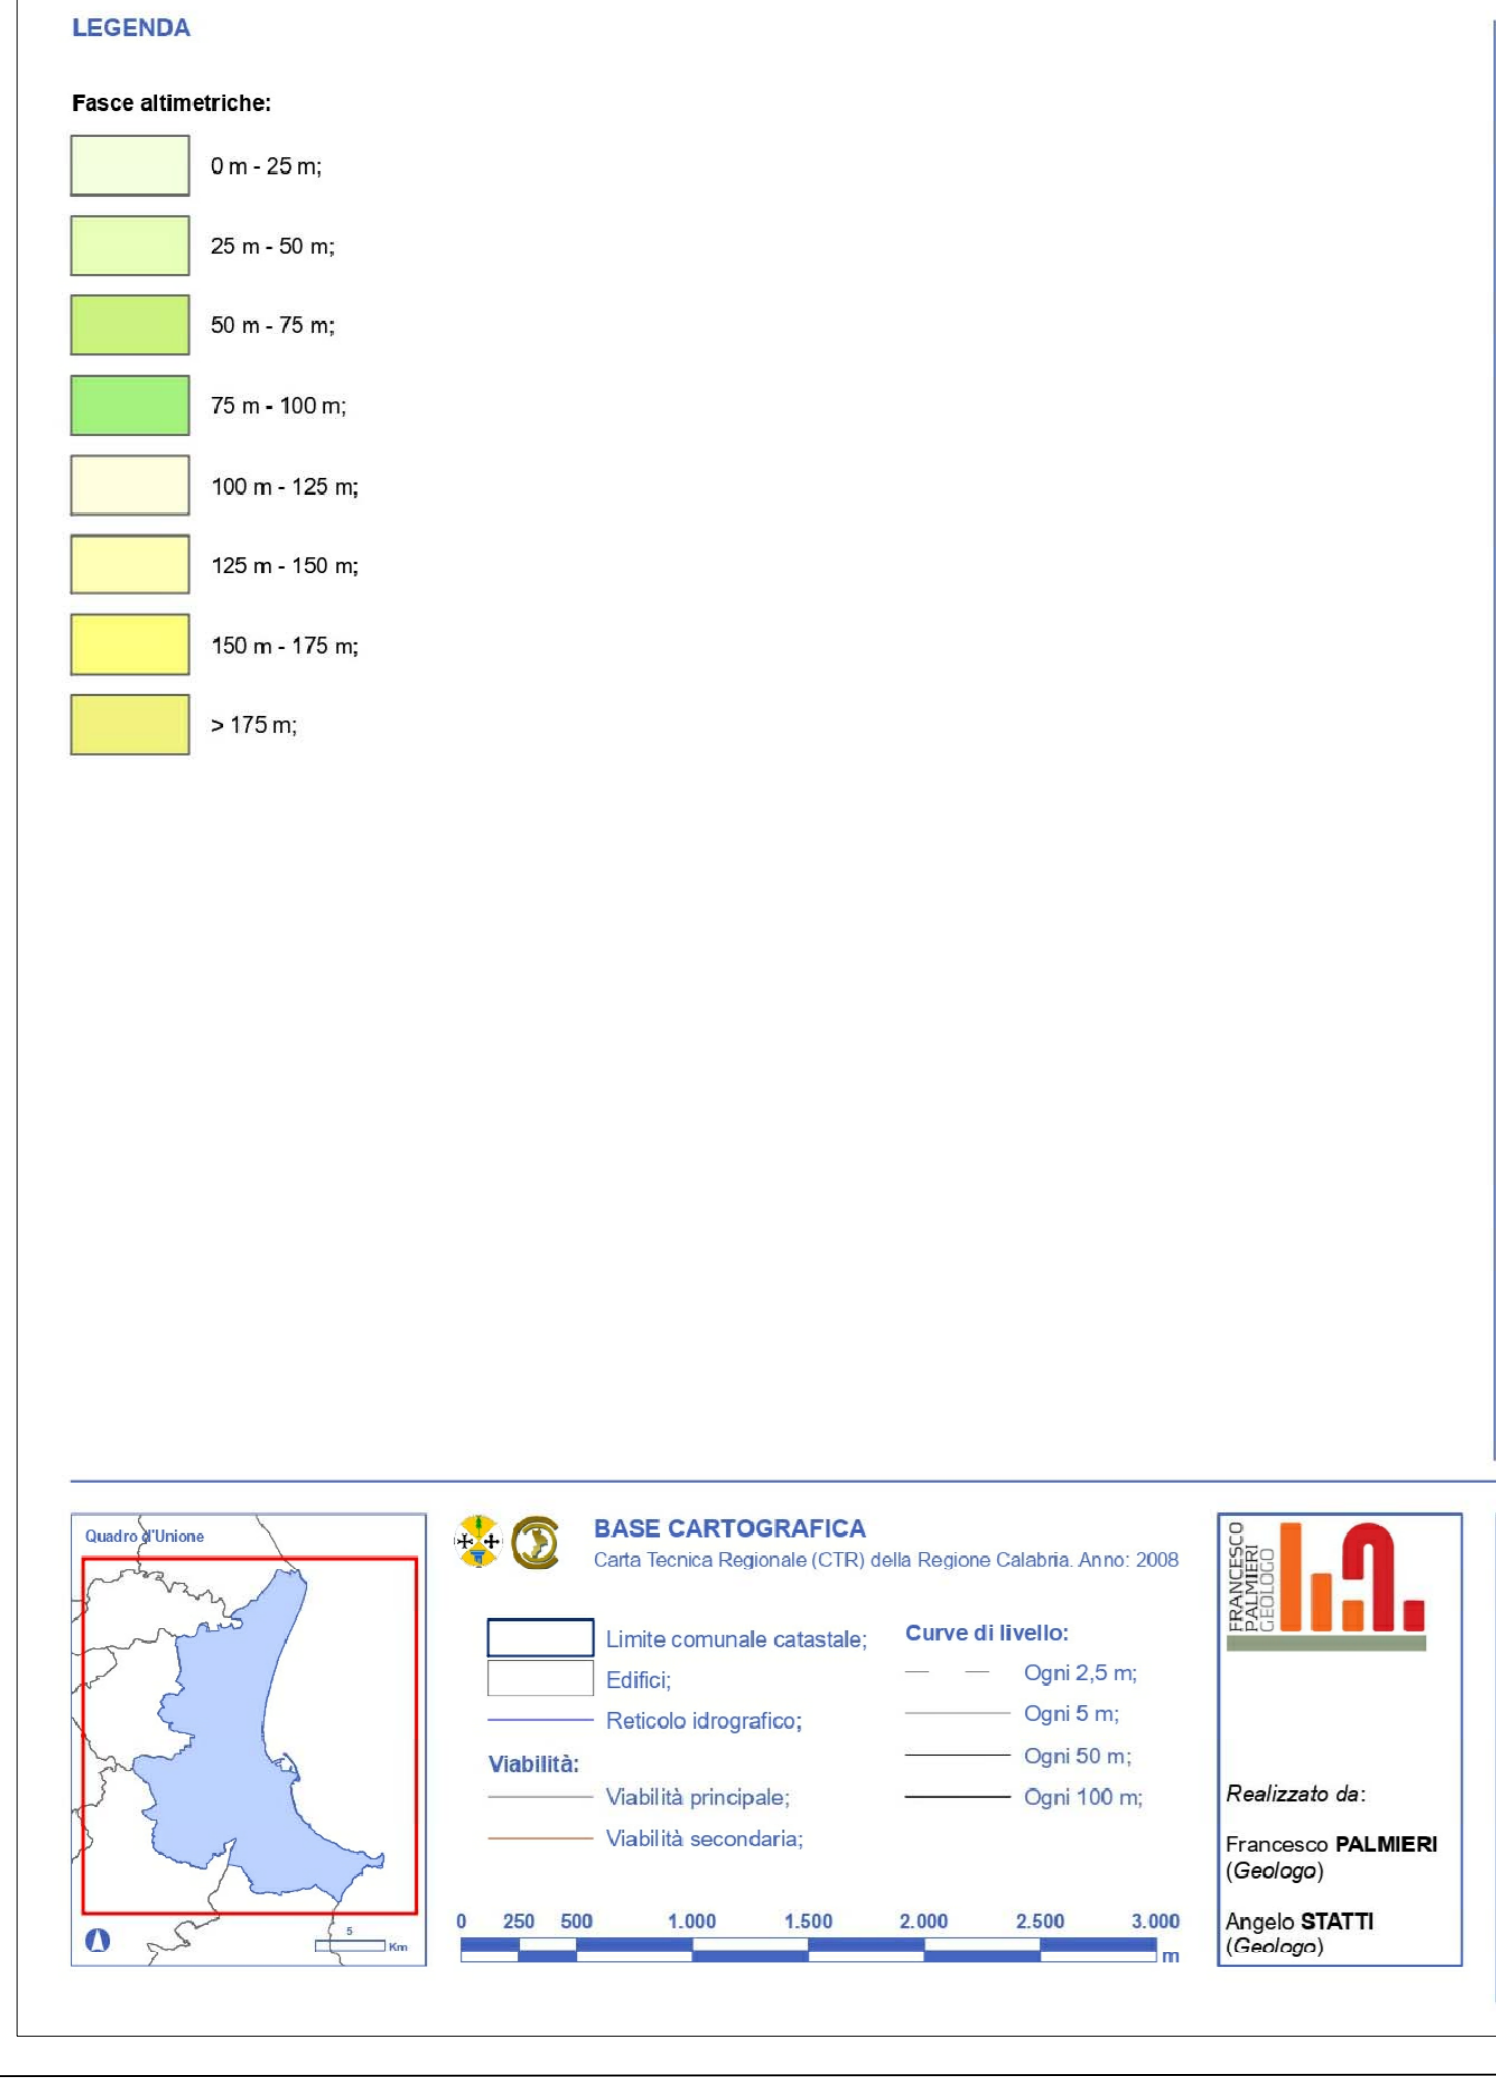 LEGENDA
Fasce altimetriche:
0 m - 25 m;
25 m - 50 m;
50 m - 75 m;
75 m - 100 m;
100 m - 125 m;
125 m - 150 m;
150 m - 175 m;
> 175 m;
Quadro d'Unione
5
Km
BASE CARTOGRAFICA
Carta Tecnica Regionale (CTR) della Regione Calabria. Anno: 2008
Limite comunale catastale;
Edifici;
Reticolo idrografico;
Viabilità:
Viabilità principale;
Viabilità secondaria;
Curve di livello:
Ogni 2,5 m;
Ogni 5 m;
Ogni 50 m;
Ogni 100 m;
0 250 500 1.000 1.500 2.000 2.500 3.000
m
FRANCESCO
PALMIERI
GEOLOGO
Realizzato da:
Francesco PALMIERI
(Geologo)
Angelo STATTI
(Geologo)